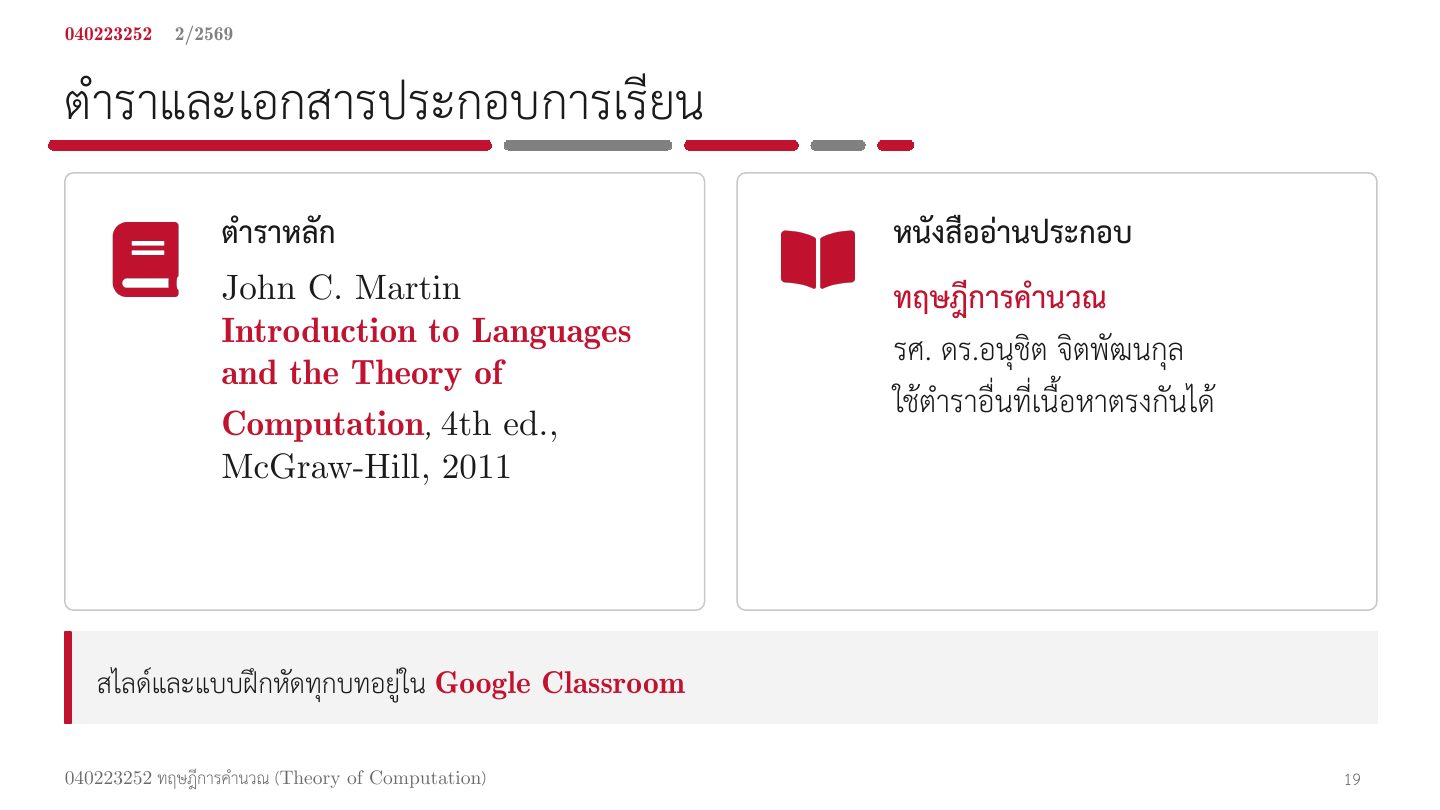 040223252 2/2569
ตำราและเอกสารประกอบการเรียน
ตำราหลัก
John C. Martin
Introduction to Languages
and the Theory of
Computation, 4th ed.,
McGraw-Hill, 2011
หนังสืออ่านประกอบ
ทฤษฎีการคำนวณ
รศ. ดร.อนุชิต จิตพัฒนกุล
ใช้ตำราอื่นที่เนื้อหาตรงกันได้
สไลด์และแบบฝึกหัดทุกบทอยู่ใน Google Classroom
040223252 ทฤษฎีการคำนวณ (Theory of Computation)
19